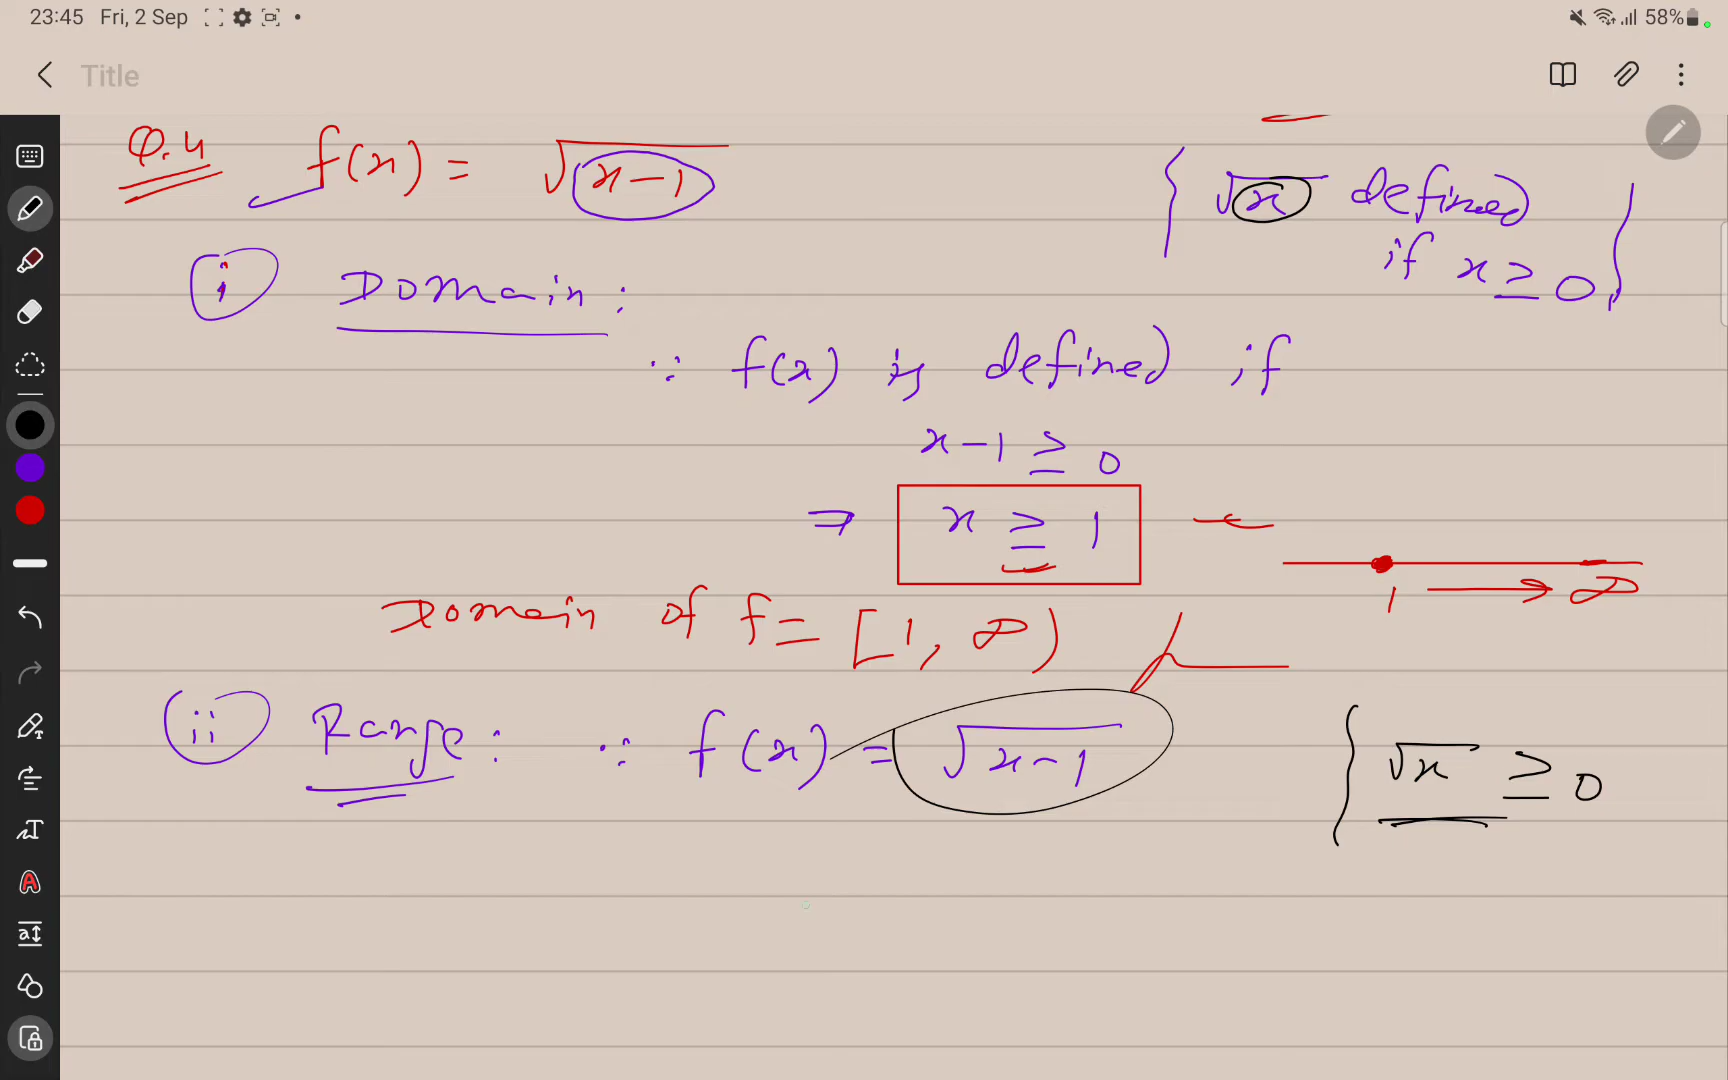 23:45 Fri, 2 Sep 58%
Title
Q.4 f(x) = √(x-1)
{ √x defined if x ≥ 0 }
(i) Domain:
∵ f(x) is defined if
x-1 ≥ 0
⇒ x ≥ 1 ←
1 → ∞
Domain of f = [1, ∞)
(ii) Range: ∵ f(x) = √(x-1)
{ √x ≥ 0